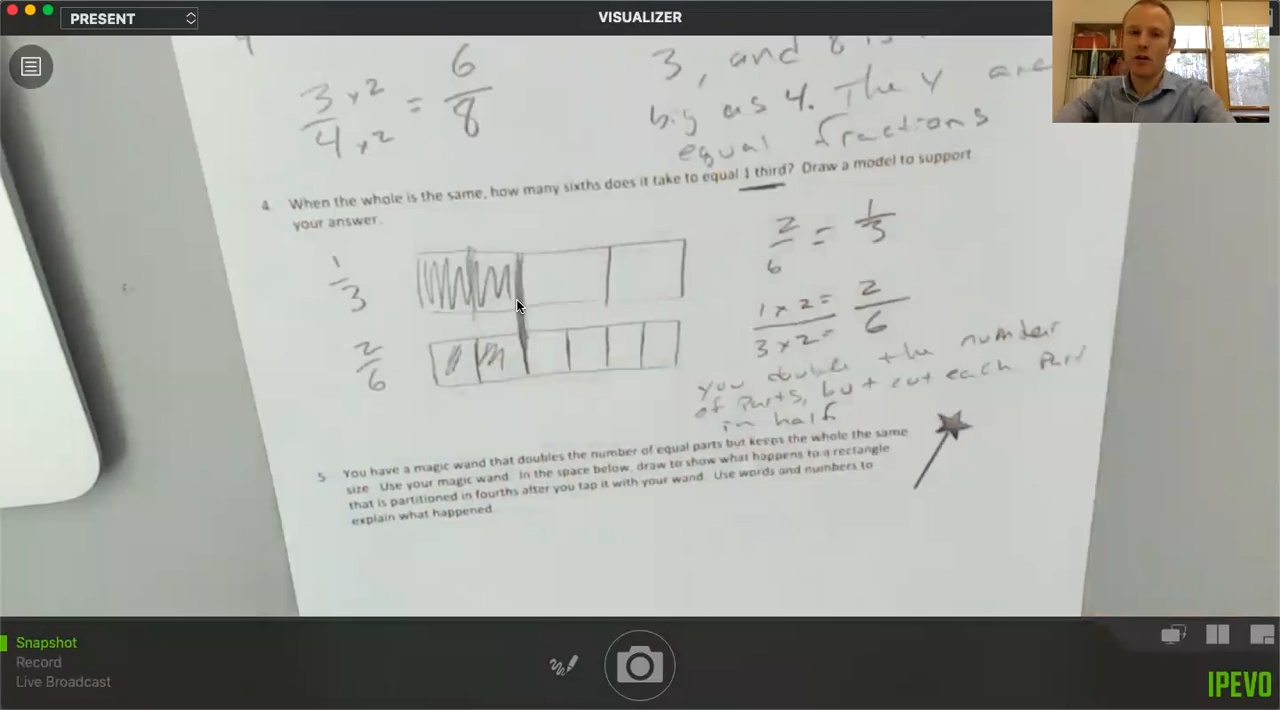 PRESENT
VISUALIZER
3 x2 = 6
4 x2 8
3, and 8 is
big as 4. They are
equal fractions
4. When the whole is the same, how many sixths does it take to equal 1 third? Draw a model to support
your answer.
1
3
2
6
2 = 1
6 3
1 x 2 = 2
3 x 2 = 6
You double the number
of parts, but cut each part
in half
5 You have a magic wand that doubles the number of equal parts but keeps the whole the same
size. Use your magic wand. In the space below, draw to show what happens to a rectangle
that is partitioned in fourths after you tap it with your wand. Use words and numbers to
explain what happened.
Snapshot
Record
Live Broadcast
IPEVO